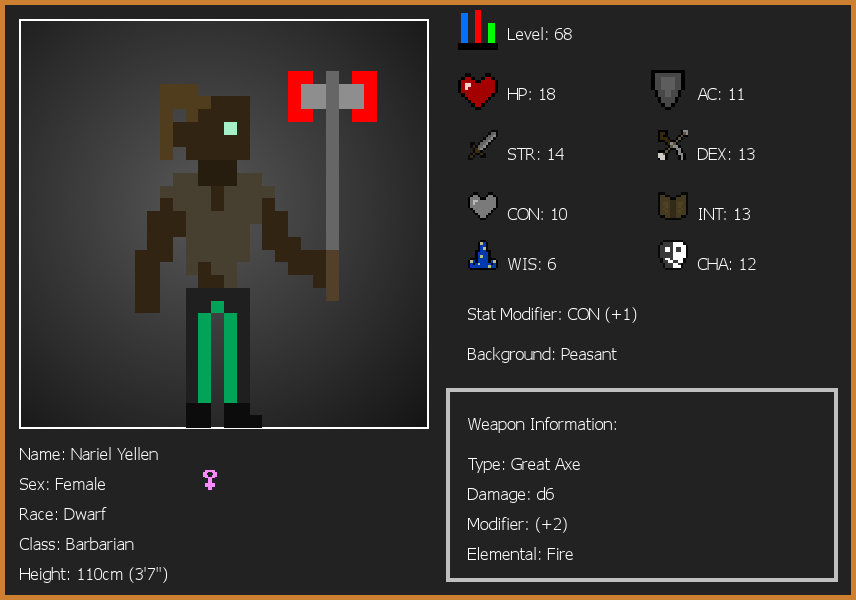 Level: 68
HP: 18
AC: 11
STR: 14
DEX: 13
CON: 10
INT: 13
WIS: 6
CHA: 12
Stat Modifier: CON (+1)
Background: Peasant
Weapon Information:
Type: Great Axe
Damage: d6
Modifier: (+2)
Elemental: Fire
Name: Nariel Yellen
Sex: Female
Race: Dwarf
Class: Barbarian
Height: 110cm (3'7")